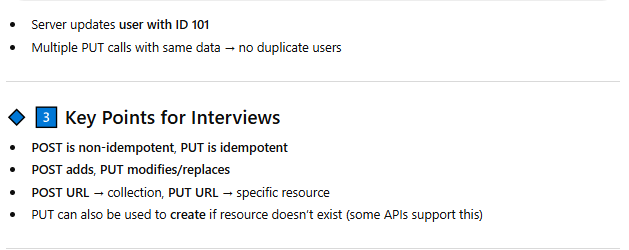 • Server updates user with ID 101
• Multiple PUT calls with same data → no duplicate users
3 Key Points for Interviews
• POST is non-idempotent, PUT is idempotent
• POST adds, PUT modifies/replaces
• POST URL → collection, PUT URL → specific resource
• PUT can also be used to create if resource doesn't exist (some APIs support this)